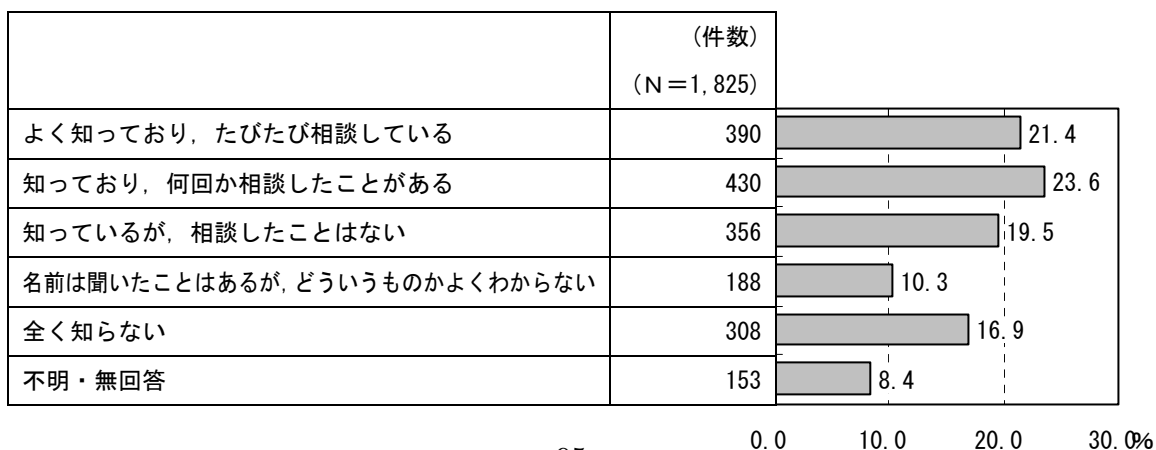 （件数）
（Ｎ＝1,825）
よく知っており，たびたび相談している 390 21.4
知っており，何回か相談したことがある 430 23.6
知っているが，相談したことはない 356 19.5
名前は聞いたことはあるが，どういうものかよくわからない 188 10.3
全く知らない 308 16.9
不明・無回答 153 8.4
0.0 10.0 20.0 30.0%